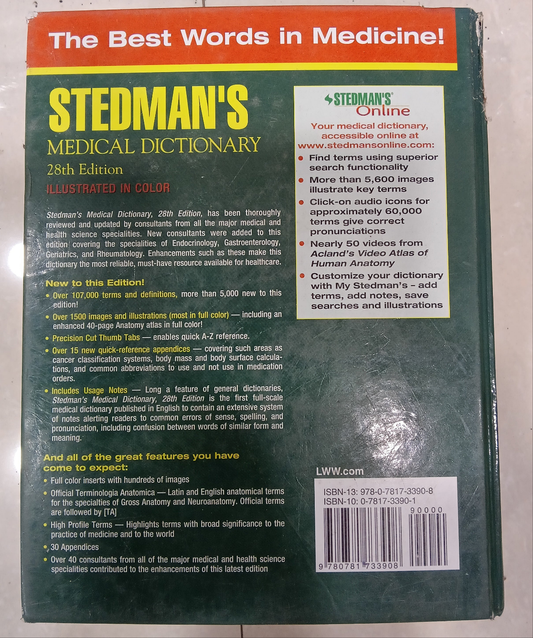 The Best Words in Medicine!
STEDMAN'S
MEDICAL DICTIONARY
28th Edition
ILLUSTRATED IN COLOR
Stedman's Medical Dictionary, 28th Edition, has been thoroughly
reviewed and updated by consultants from all the major medical and
health science specialities. New consultants were added to this
edition covering the specialities of Endocrinology, Gastroenterology,
Geriatrics, and Rheumatology. Enhancements such as these make this
dictionary the most reliable, must-have resource available for healthcare.
New to this Edition!
• Over 107,000 terms and definitions, more than 5,000 new to this
edition!
• Over 1500 images and illustrations (most in full color) — including an
enhanced 40-page Anatomy atlas in full color!
• Precision Cut Thumb Tabs — enables quick A-Z reference.
• Over 15 new quick-reference appendices — covering such areas as
cancer classification systems, body mass and body surface calcula-
tions, and common abbreviations to use and not use in medication
orders.
• Includes Usage Notes — Long a feature of general dictionaries,
Stedman's Medical Dictionary, 28th Edition is the first full-scale
medical dictionary published in English to contain an extensive system
of notes alerting readers to common errors of sense, spelling, and
pronunciation, including confusion between words of similar form and
meaning.
And all of the great features you have
come to expect:
• Full color inserts with hundreds of images
• Official Terminologia Anatomica — Latin and English anatomical terms
for the specialties of Gross Anatomy and Neuroanatomy. Official terms
are followed by [TA]
• High Profile Terms — Highlights terms with broad significance to the
practice of medicine and to the world
• 30 Appendices
• Over 40 consultants from all of the major medical and health science
specialities contributed to the enhancements of this latest edition
STEDMAN'S®
Online
Your medical dictionary,
accessible online at
www.stedmansonline.com:
• Find terms using superior
search functionality
• More than 5,600 images
illustrate key terms
• Click-on audio icons for
approximately 60,000
terms give correct
pronunciations
• Nearly 50 videos from
Acland's Video Atlas of
Human Anatomy
• Customize your dictionary
with My Stedman's – add
terms, add notes, save
searches and illustrations
LWW.com
ISBN-13: 978-0-7817-3390-8
ISBN-10: 0-7817-3390-1
90000
9 780781 733908